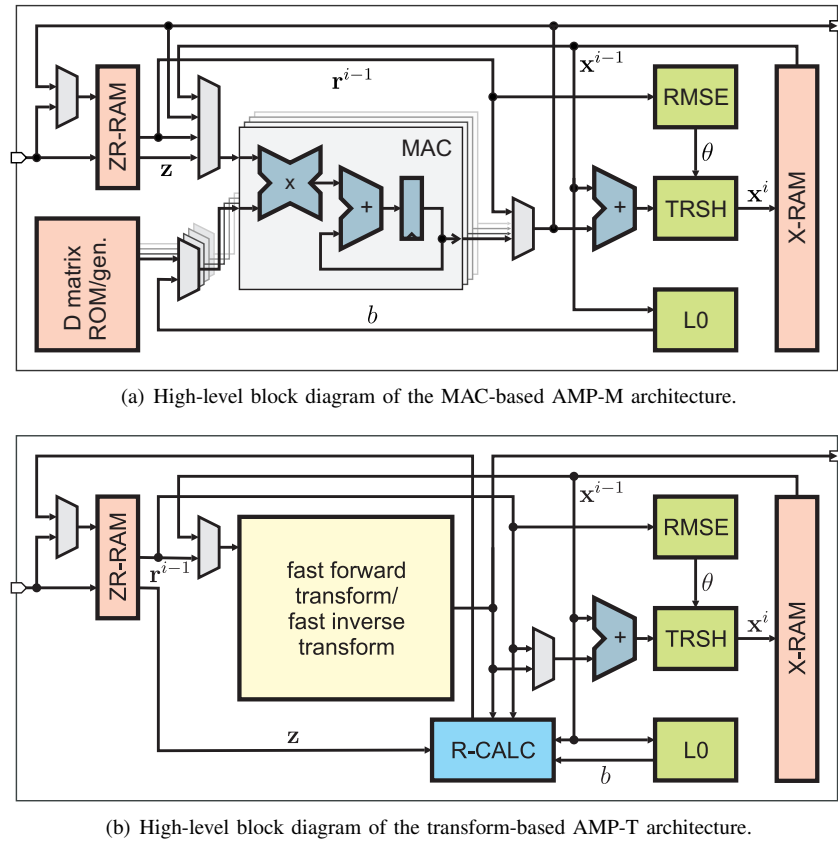 x^{i−1}
r^{i−1}
ZR-RAM
z
MAC
x
+
+
RMSE
θ
TRSH
x^i
X-RAM
D matrix
ROM/gen.
b
L0
(a) High-level block diagram of the MAC-based AMP-M architecture.
x^{i−1}
ZR-RAM
r^{i−1}
fast forward
transform/
fast inverse
transform
RMSE
θ
+
TRSH
x^i
X-RAM
z
R-CALC
b
L0
(b) High-level block diagram of the transform-based AMP-T architecture.